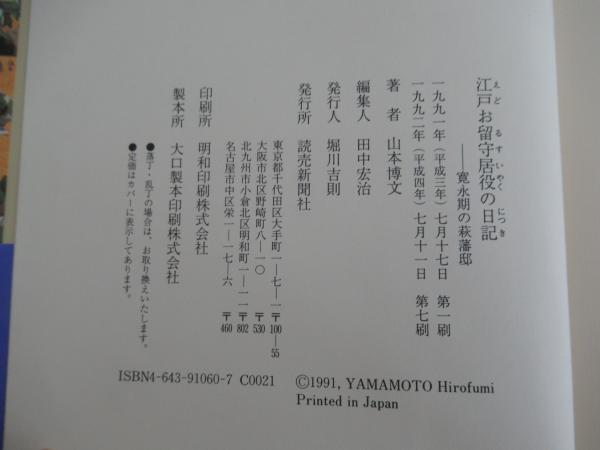 江戸お留守居役の日記
えどるすいやくにっき
──寛永期の萩藩邸
一九九一年（平成三年）七月十七日　第一刷
一九九二年（平成四年）七月十一日　第七刷
著　者　山本博文
編集人　田中宏治
発行人　堀川吉則
発行所　読売新聞社
東京都千代田区大手町一─七─一〒100─55
大阪市北区野崎町八─一〇　〒530
北九州市小倉北区明和町一─一一〒802
名古屋市中区栄一─一七─六　〒460
印刷所　明和印刷株式会社
製本所　大口製本印刷株式会社
●落丁・乱丁の場合は、お取り換えいたします。
●定価はカバーに表示してあります。
ISBN4-643-91060-7　C0021
©1991, YAMAMOTO Hirofumi
Printed in Japan